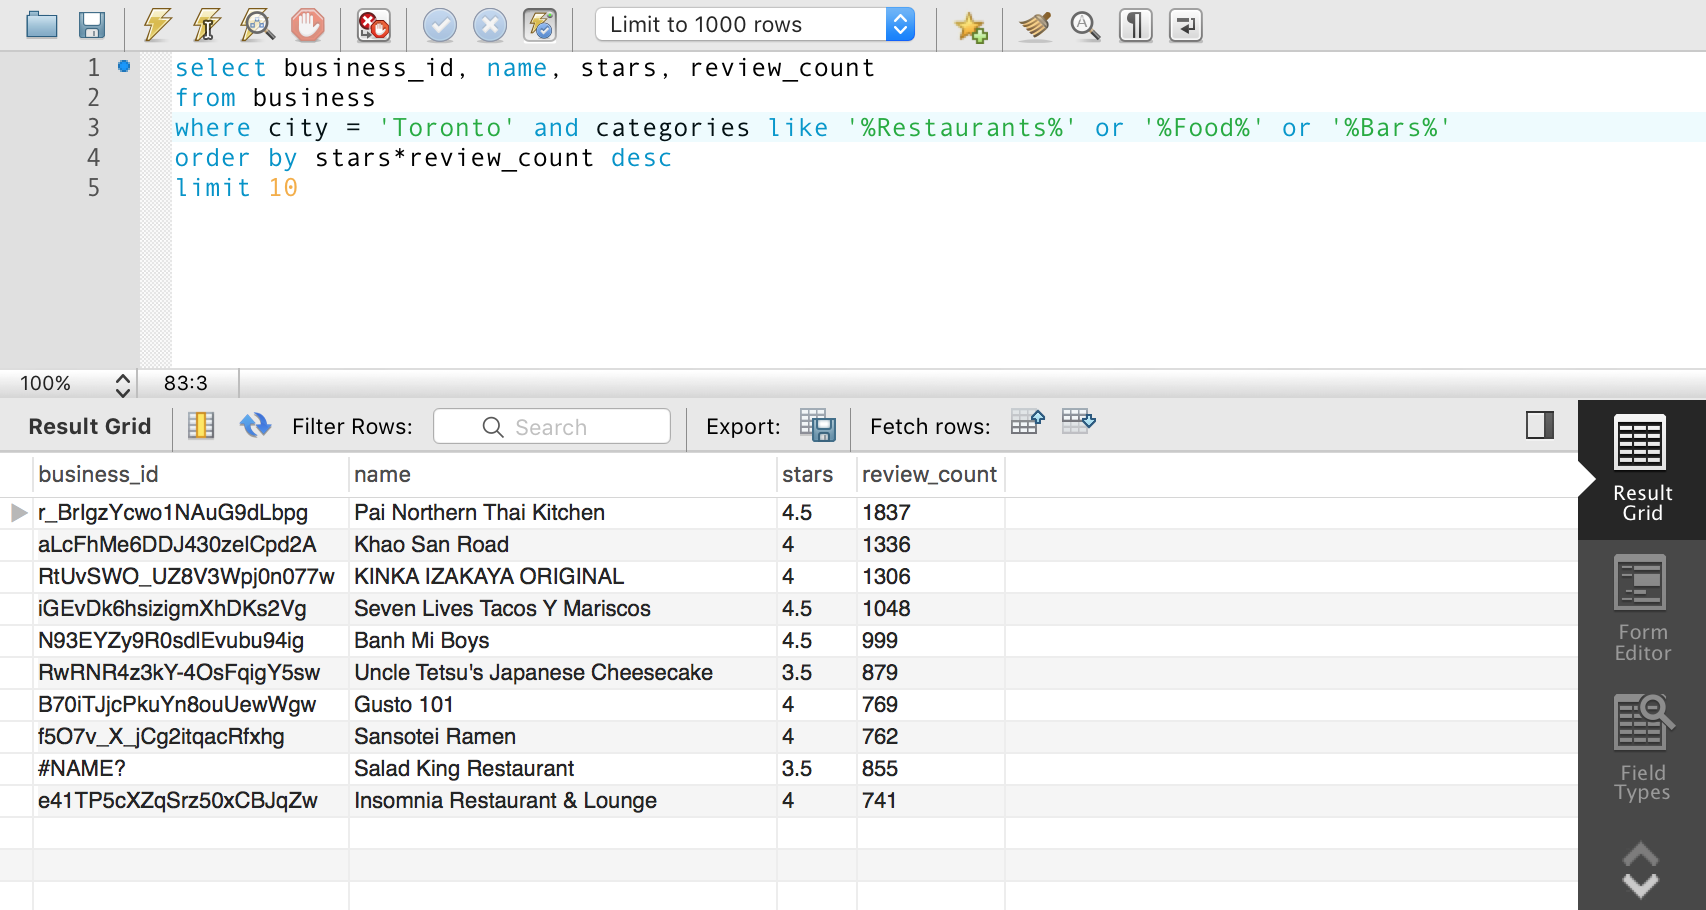 Limit to 1000 rows
1 select business_id, name, stars, review_count
2 from business
3 where city = 'Toronto' and categories like '%Restaurants%' or '%Food%' or '%Bars%'
4 order by stars*review_count desc
5 limit 10
100% 83:3
Result Grid Filter Rows: Search Export: Fetch rows:
business_id name stars review_count
r_BrIgzYcwo1NAuG9dLbpg Pai Northern Thai Kitchen 4.5 1837
aLcFhMe6DDJ430zelCpd2A Khao San Road 4 1336
RtUvSWO_UZ8V3Wpj0n077w KINKA IZAKAYA ORIGINAL 4 1306
iGEvDk6hsizigmXhDKs2Vg Seven Lives Tacos Y Mariscos 4.5 1048
N93EYZy9R0sdlEvubu94ig Banh Mi Boys 4.5 999
RwRNR4z3kY-4OsFqigY5sw Uncle Tetsu's Japanese Cheesecake 3.5 879
B70iTJjcPkuYn8ouUewWgw Gusto 101 4 769
f5O7v_X_jCg2itqacRfxhg Sansotei Ramen 4 762
#NAME? Salad King Restaurant 3.5 855
e41TP5cXZqSrz50xCBJqZw Insomnia Restaurant & Lounge 4 741
Result
Grid
Form
Editor
Field
Types